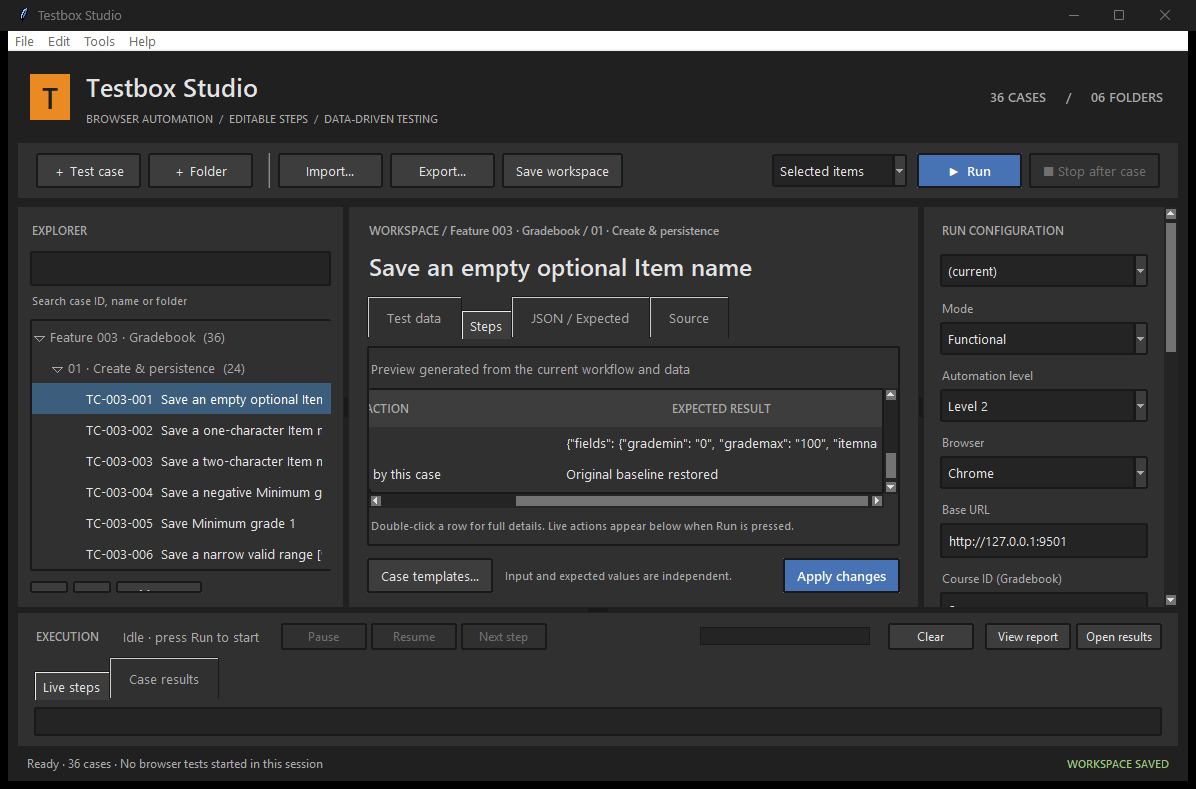 Testbox Studio
File Edit Tools Help
T
Testbox Studio
BROWSER AUTOMATION / EDITABLE STEPS / DATA-DRIVEN TESTING
36 CASES / 06 FOLDERS
+ Test case
+ Folder
Import...
Export...
Save workspace
Selected items
▶ Run
■ Stop after case
EXPLORER
Search case ID, name or folder
Feature 003 · Gradebook (36)
01 · Create & persistence (24)
TC-003-001 Save an empty optional Iten
TC-003-002 Save a one-character Item r
TC-003-003 Save a two-character Item n
TC-003-004 Save a negative Minimum g
TC-003-005 Save Minimum grade 1
TC-003-006 Save a narrow valid range [
WORKSPACE / Feature 003 · Gradebook / 01 · Create & persistence
Save an empty optional Item name
Test data
Steps
JSON / Expected
Source
Preview generated from the current workflow and data
ACTION
EXPECTED RESULT
{"fields": {"grademin": "0", "grademax": "100", "itemna
by this case
Original baseline restored
Double-click a row for full details. Live actions appear below when Run is pressed.
Case templates...
Input and expected values are independent.
Apply changes
RUN CONFIGURATION
(current)
Mode
Functional
Automation level
Level 2
Browser
Chrome
Base URL
http://127.0.0.1:9501
Course ID (Gradebook)
EXECUTION
Idle · press Run to start
Pause
Resume
Next step
Clear
View report
Open results
Live steps
Case results
Ready · 36 cases · No browser tests started in this session
WORKSPACE SAVED